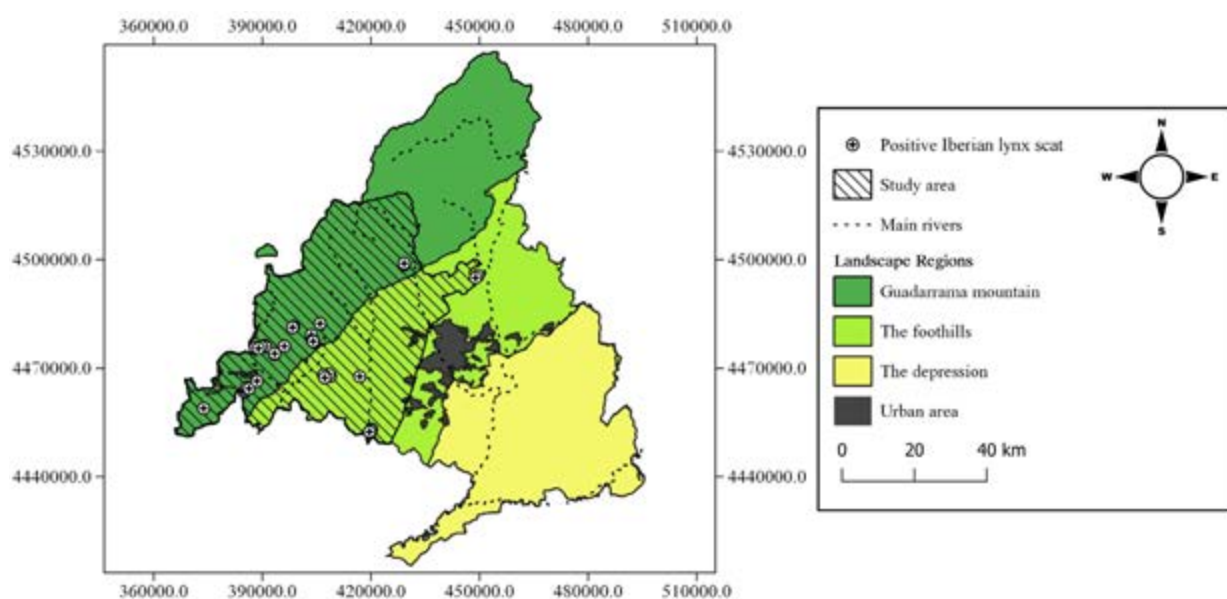 360000.0 390000.0 420000.0 450000.0 480000.0 510000.0
4530000.0 4530000.0
4500000.0 4500000.0
4470000.0 4470000.0
4440000.0 4440000.0
360000.0 390000.0 420000.0 450000.0 480000.0 510000.0
N
W E
S
Positive Iberian lynx scat
Study area
Main rivers
Landscape Regions
Guadarrama mountain
The foothills
The depression
Urban area
0 20 40 km